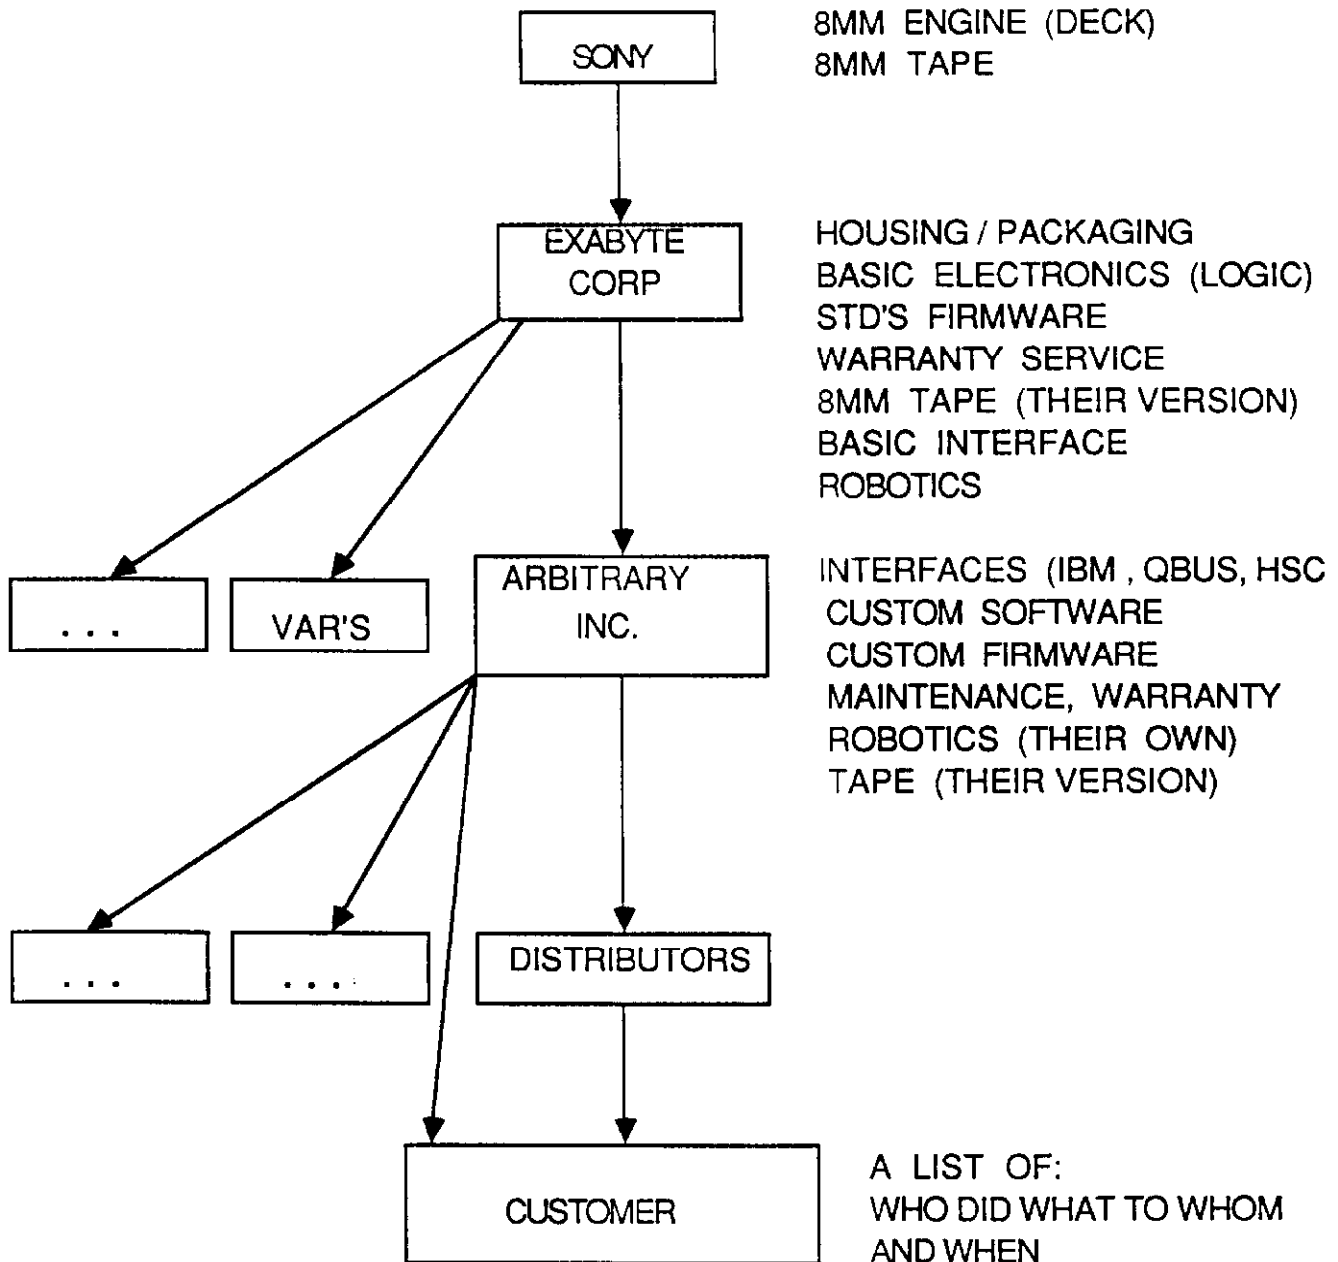 SONY
8MM ENGINE (DECK)
8MM TAPE
EXABYTE
CORP
HOUSING / PACKAGING
BASIC ELECTRONICS (LOGIC)
STD'S FIRMWARE
WARRANTY SERVICE
8MM TAPE (THEIR VERSION)
BASIC INTERFACE
ROBOTICS
. . .
VAR'S
ARBITRARY
INC.
INTERFACES (IBM , QBUS, HSC
CUSTOM SOFTWARE
CUSTOM FIRMWARE
MAINTENANCE, WARRANTY
ROBOTICS (THEIR OWN)
TAPE (THEIR VERSION)
. . .
. . .
DISTRIBUTORS
CUSTOMER
A LIST OF:
WHO DID WHAT TO WHOM
AND WHEN